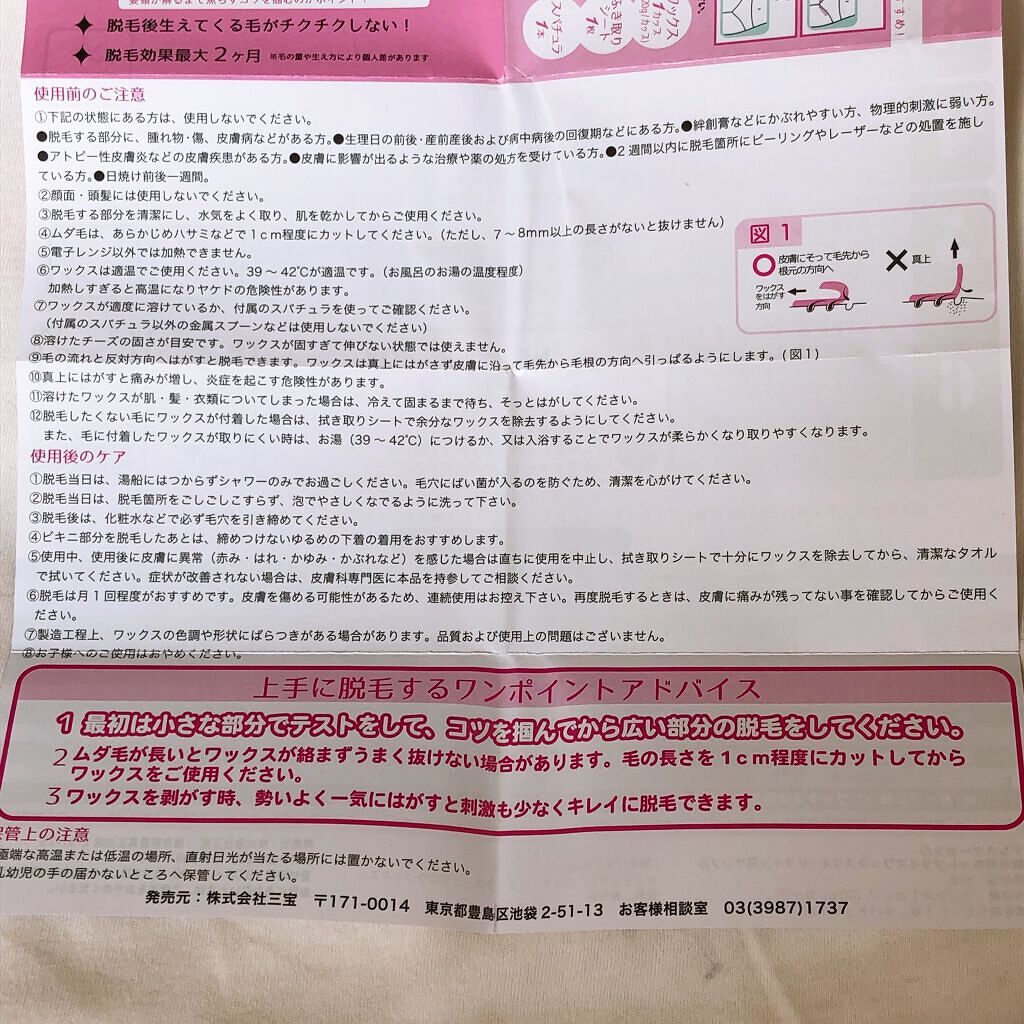 ✦ 脱毛後生えてくる毛がチクチクしない！
✦ 脱毛効果最大2ヶ月 ※毛の量や生え方により個人差があります
ワックス
1カップ
20g(1カップ)
ふき取り
シート
1枚
スパチュラ
1本
使用前のご注意
①下記の状態にある方は、使用しないでください。
●脱毛する部分に、腫れ物・傷、皮膚病などがある方。●生理日の前後・産前産後および病中病後の回復期などにある方。●絆創膏などにかぶれやすい方、物理的刺激に弱い方。
●アトピー性皮膚炎などの皮膚疾患がある方。●皮膚に影響が出るような治療や薬の処方を受けている方。●2週間以内に脱毛箇所にピーリングやレーザーなどの処置を施し
ている方。●日焼け前後一週間。
②顔面・頭髪には使用しないでください。
③脱毛する部分を清潔にし、水気をよく取り、肌を乾かしてからご使用ください。
④ムダ毛は、あらかじめハサミなどで1cm程度にカットしてください。（ただし、7～8mm以上の長さがないと抜けません）
⑤電子レンジ以外では加熱できません。
⑥ワックスは適温でご使用ください。39～42℃が適温です。（お風呂のお湯の温度程度）
加熱しすぎると高温になりヤケドの危険性があります。
⑦ワックスが適度に溶けているか、付属のスパチュラを使ってご確認ください。
（付属のスパチュラ以外の金属スプーンなどは使用しないでください）
⑧溶けたチーズの固さが目安です。ワックスが固すぎて伸びない状態では使えません。
⑨毛の流れと反対方向へはがすと脱毛できます。ワックスは真上にはがさず皮膚に沿って毛先から毛根の方向へ引っぱるようにします。(図1)
⑩真上にはがすと痛みが増し、炎症を起こす危険性があります。
⑪溶けたワックスが肌・髪・衣類についてしまった場合は、冷えて固まるまで待ち、そっとはがしてください。
⑫脱毛したくない毛にワックスが付着した場合は、拭き取りシートで余分なワックスを除去するようにしてください。
また、毛に付着したワックスが取りにくい時は、お湯（39～42℃）につけるか、又は入浴することでワックスが柔らかくなり取りやすくなります。
図1
皮膚にそって毛先から
根元の方向へ
ワックス
をはがす
方向
真上
使用後のケア
①脱毛当日は、湯船にはつからずシャワーのみでお過ごしください。毛穴にばい菌が入るのを防ぐため、清潔を心がけてください。
②脱毛当日は、脱毛箇所をごしごしこすらず、泡でやさしくなでるように洗って下さい。
③脱毛後は、化粧水などで必ず毛穴を引き締めてください。
④ビキニ部分を脱毛したあとは、締めつけないゆるめの下着の着用をおすすめします。
⑤使用中、使用後に皮膚に異常（赤み・はれ・かゆみ・かぶれなど）を感じた場合は直ちに使用を中止し、拭き取りシートで十分にワックスを除去してから、清潔なタオル
で拭いてください。症状が改善されない場合は、皮膚科専門医に本品を持参してご相談ください。
⑥脱毛は月1回程度がおすすめです。皮膚を傷める可能性があるため、連続使用はお控え下さい。再度脱毛するときは、皮膚に痛みが残ってない事を確認してからご使用く
ださい。
⑦製造工程上、ワックスの色調や形状にばらつきがある場合があります。品質および使用上の問題はございません。
⑧お子様へのご使用はおやめください。
上手に脱毛するワンポイントアドバイス
1 最初は小さな部分でテストをして、コツを掴んでから広い部分の脱毛をしてください。
2 ムダ毛が長いとワックスが絡まずうまく抜けない場合があります。毛の長さを1cm程度にカットしてから
ワックスをご使用ください。
3 ワックスを剥がす時、勢いよく一気にはがすと刺激も少なくキレイに脱毛できます。
保管上の注意
極端な高温または低温の場所、直射日光が当たる場所には置かないでください。
乳幼児の手の届かないところへ保管してください。
発売元：株式会社三宝 〒171-0014 東京都豊島区池袋2-51-13 お客様相談室 03(3987)1737